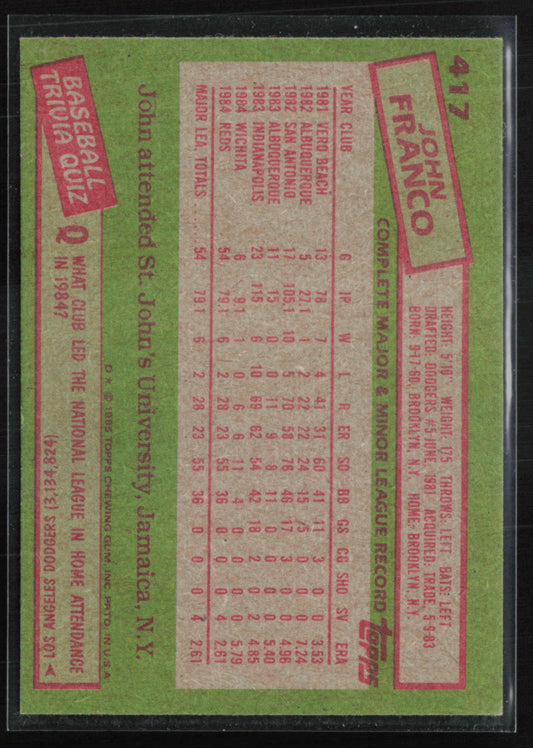 417
JOHN
FRANCO
HEIGHT: 5'10" WEIGHT: 175 THROWS: LEFT BATS: LEFT
DRAFTED: DODGERS #5-JUNE, 1981 ACQUIRED: TRADE, 5-9-83
BORN: 9-17-60, BROOKLYN, N.Y. HOME: BROOKLYN, N.Y.
COMPLETE MAJOR & MINOR LEAGUE RECORD topps
YEAR CLUB G IP W L R ER SO BB GS CG SHO SV ERA
1981 VERO BEACH 13 78 7 4 41 31 60 41 11 3 0 0 3.53
1982 ALBUQUERQUE 5 27.1 1 2 22 22 24 15 5 0 0 0 7.24
1982 SAN ANTONIO 17 105.1 10 5 70 58 76 46 17 3 0 0 4.96
1983 ALBUQUERQUE 11 15 0 0 11 9 8 11 0 0 0 0 5.40
1983 INDIANAPOLIS 23 115 6 10 69 62 54 42 18 2 0 2 4.85
1984 WICHITA 6 9.1 1 0 6 6 11 4 0 0 0 0 5.79
1984 REDS 54 79.1 6 2 28 23 55 36 0 0 0 4 2.61
MAJOR LEA. TOTALS.... 54 79.1 6 2 28 23 55 36 0 0 0 4 2.61
John attended St. John's University, Jamaica, N.Y.
D* © 1985 TOPPS CHEWING GUM, INC. PRTD. IN U.S.A.
BASEBALL
TRIVIA QUIZ
Q WHAT CLUB LED THE NATIONAL LEAGUE IN HOME ATTENDANCE
IN 1984?
LOS ANGELES DODGERS (3,124,824)